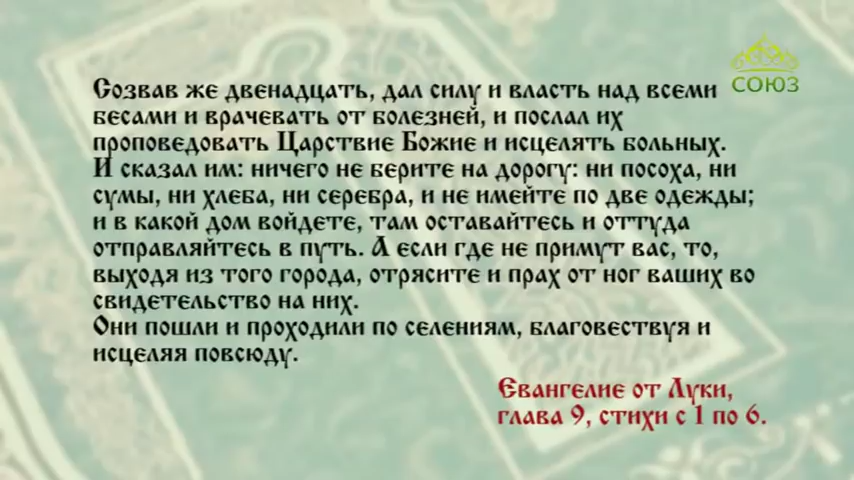 СОЮЗ
Созвав же двенадцать, дал силу и власть над всеми
бесами и врачевать от болезней, и послал их
проповедовать Царствие Божие и исцелять больных.
И сказал им: ничего не берите на дорогу: ни посоха, ни
сумы, ни хлеба, ни серебра, и не имейте по две одежды;
и в какой дом войдете, там оставайтесь и оттуда
отправляйтесь в путь. А если где не примут вас, то,
выходя из того города, отрясите и прах от ног ваших во
свидетельство на них.
Они пошли и проходили по селениям, благовествуя и
исцеляя повсюду.
Евангелие от Луки,
глава 9, стихи с 1 по 6.